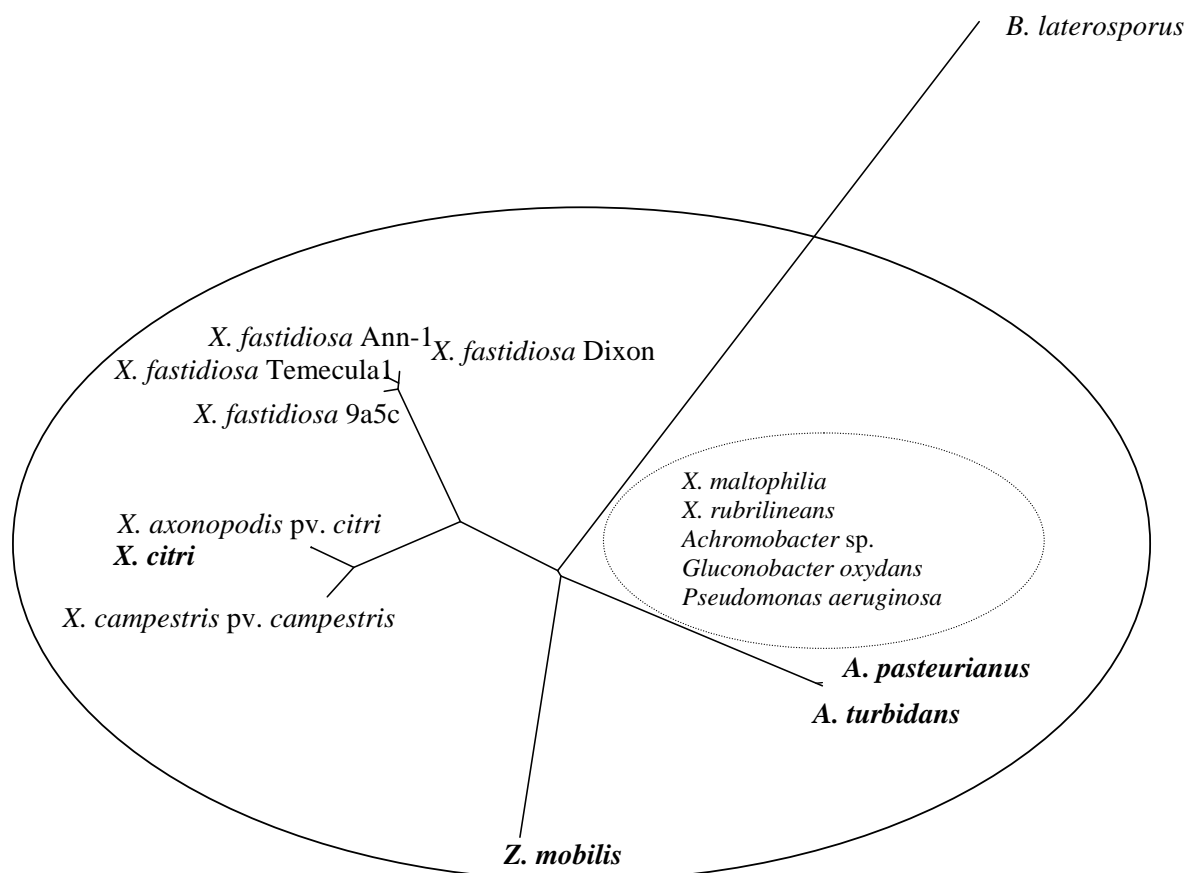 B. laterosporus
X. fastidiosa Ann-1
X. fastidiosa Dixon
X. fastidiosa Temecula1
X. fastidiosa 9a5c
X. maltophilia
X. rubrilineans
Achromobacter sp.
Gluconobacter oxydans
Pseudomonas aeruginosa
X. axonopodis pv. citri
X. citri
X. campestris pv. campestris
A. pasteurianus
A. turbidans
Z. mobilis